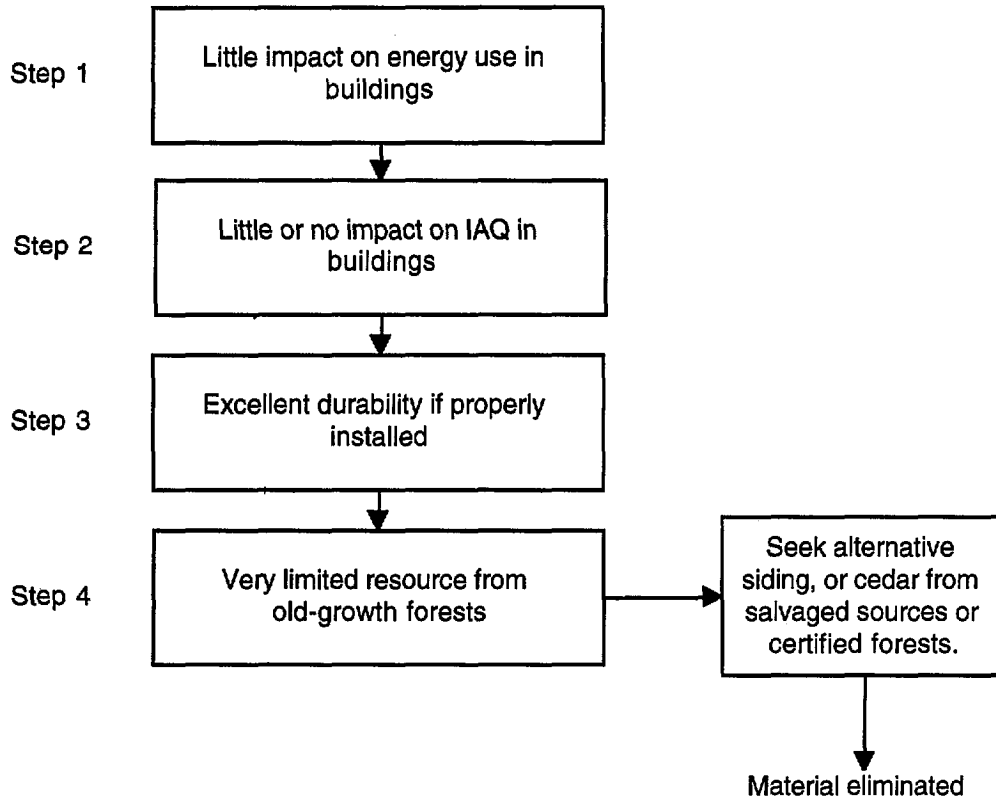 Step 1
Little impact on energy use in
buildings
Step 2
Little or no impact on IAQ in
buildings
Step 3
Excellent durability if properly
installed
Step 4
Very limited resource from
old-growth forests
Seek alternative
siding, or cedar from
salvaged sources or
certified forests.
Material eliminated